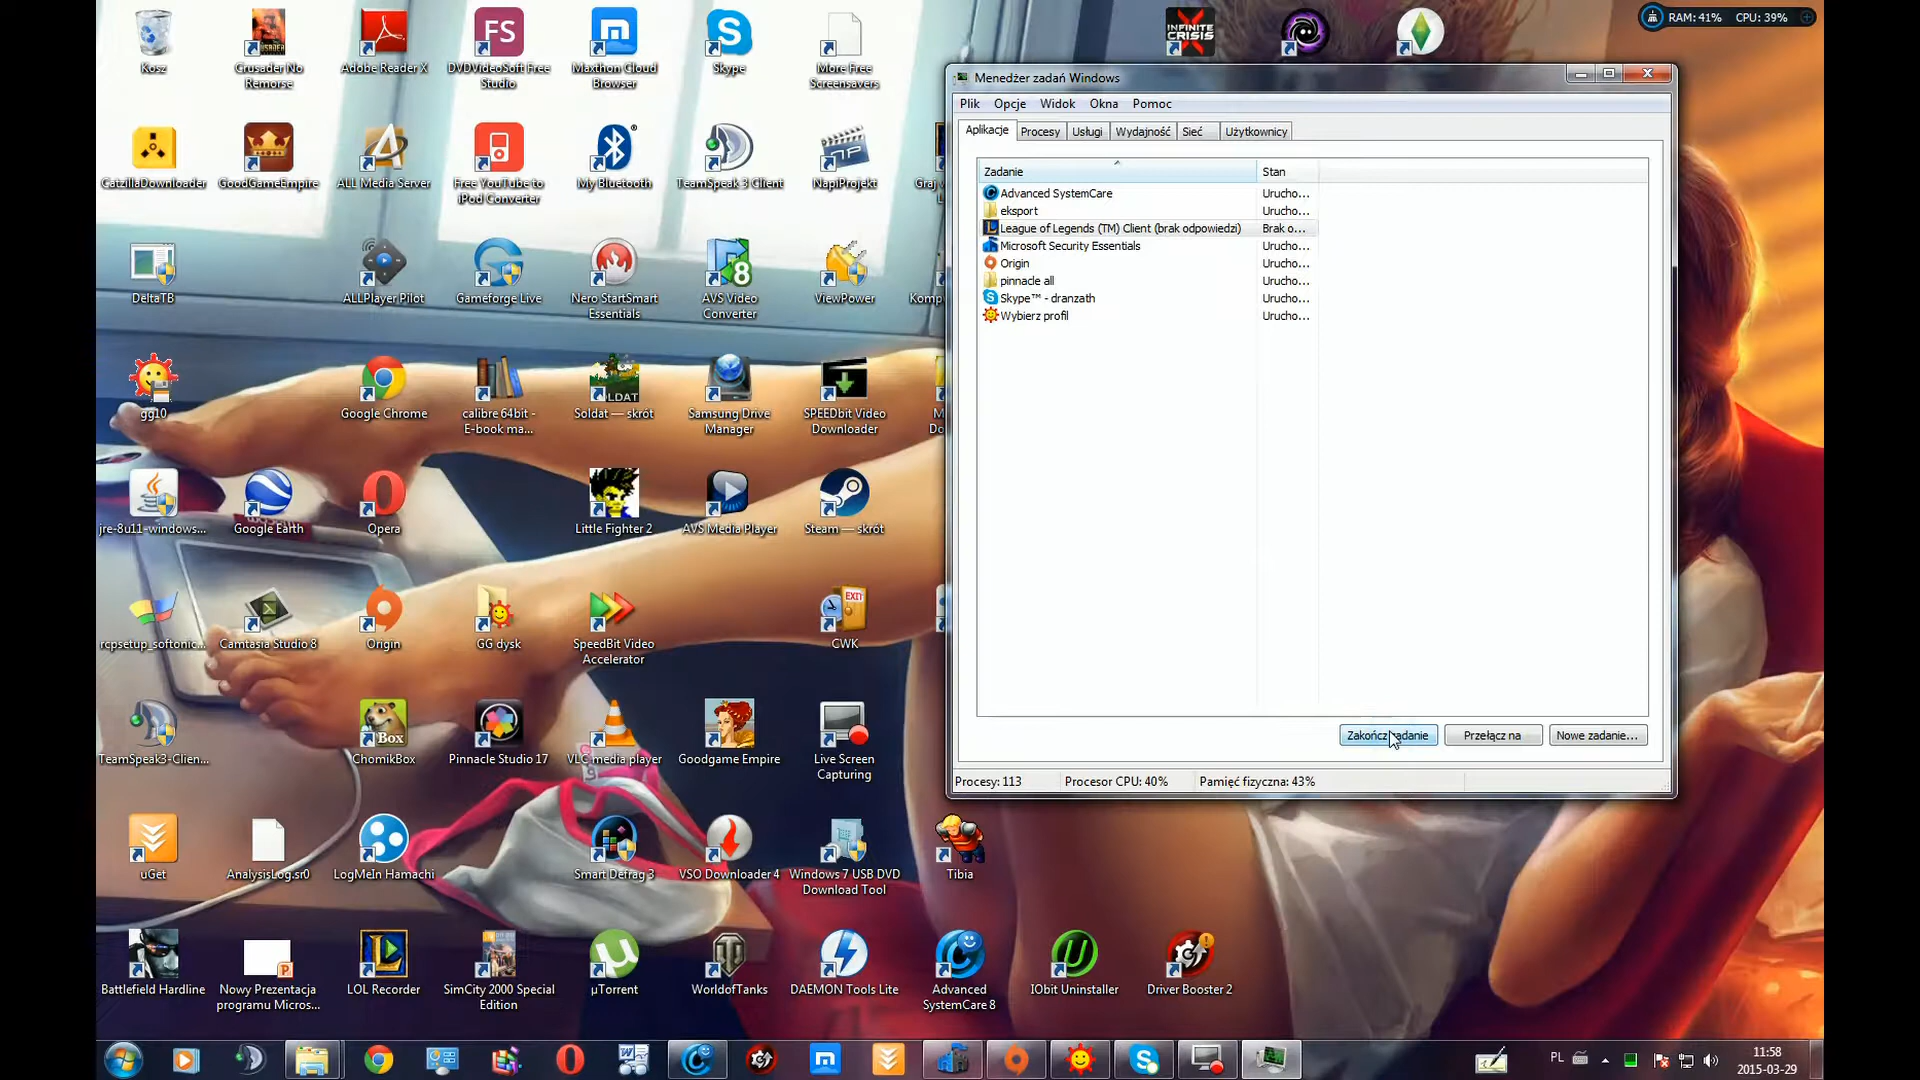 RAM: 41% CPU: 39%
Kosz
Crusader No Remorse
Adobe Reader X
FS
DVDVideoSoft Free Studio
Maxthon Cloud Browser
Skype
More Free Screensavers
INFINITE CRISIS
Menedżer zadań Windows
Plik Opcje Widok Okna Pomoc
Aplikacje Procesy Usługi Wydajność Sieć Użytkownicy
Zadanie Stan
Advanced SystemCare Urucho...
eksport Urucho...
League of Legends (TM) Client (brak odpowiedzi) Brak o...
Microsoft Security Essentials Urucho...
Origin Urucho...
pinnacle all Urucho...
Skype™ - dranzath Urucho...
Wybierz profil Urucho...
Zakończ zadanie Przełącz na Nowe zadanie...
Procesy: 113 Procesor CPU: 40% Pamięć fizyczna: 43%
CatzillaDownloader
GoodGameEmpire
ALL Media Server
Free YouTube to iPod Converter
My Bluetooth
TeamSpeak 3 Client
NapiProjekt
Graj
DeltaTB
ALLPlayer Pilot
Gameforge Live
Nero StartSmart Essentials
AVS Video Converter
ViewPower
Komp
gg10
Google Chrome
calibre 64bit - E-book ma...
Soldat — skrót
Samsung Drive Manager
SPEEDbit Video Downloader
jre-8u11-windows...
Google Earth
Opera
Little Fighter 2
AVS Media Player
Steam — skrót
rcpsetup_softonic...
Camtasia Studio 8
Origin
GG dysk
SpeedBit Video Accelerator
EXIT
CWK
TeamSpeak3-Clien...
Box
ChomikBox
Pinnacle Studio 17
VLC media player
Goodgame Empire
Live Screen Capturing
uGet
AnalysisLog.sr0
LogMeIn Hamachi
Smart Defrag 3
VSO Downloader 4
Windows 7 USB DVD Download Tool
Tibia
Battlefield Hardline
Nowy Prezentacja programu Micros...
LOL Recorder
SimCity 2000 Special Edition
µTorrent
WorldofTanks
DAEMON Tools Lite
Advanced SystemCare 8
IObit Uninstaller
Driver Booster 2
PL
11:58
2015-03-29